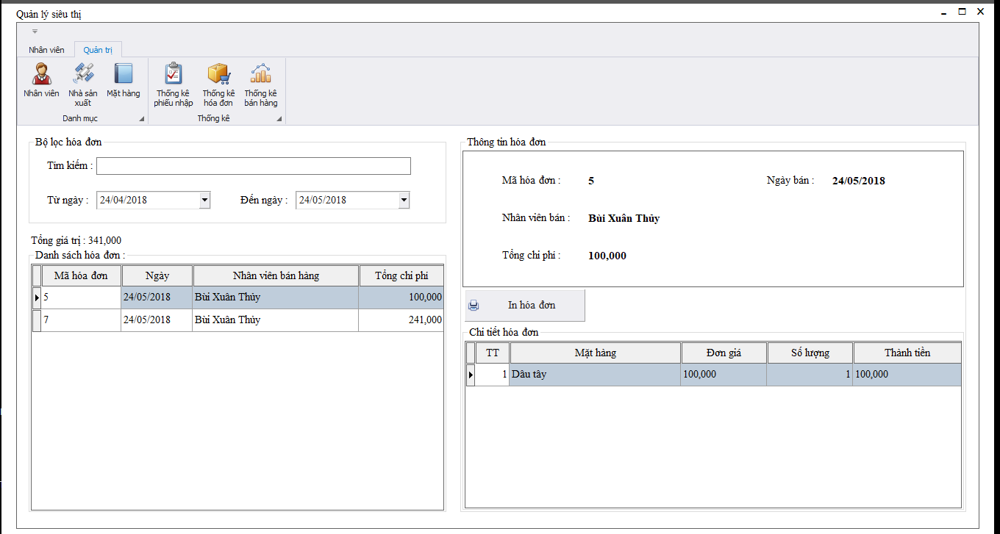 Quản lý siêu thị
Nhân viên Quản trị
Nhân viên Nhà sản xuất Mặt hàng
Danh mục
Thống kê phiếu nhập Thống kê hóa đơn Thống kê bán hàng
Thống kê
Bộ lọc hóa đơn
Tìm kiếm :
Từ ngày : 24/04/2018 Đến ngày : 24/05/2018
Tổng giá trị : 341,000
Danh sách hóa đơn :
Mã hóa đơn Ngày Nhân viên bán hàng Tổng chi phí
5 24/05/2018 Bùi Xuân Thủy 100,000
7 24/05/2018 Bùi Xuân Thủy 241,000
Thông tin hóa đơn
Mã hóa đơn : 5 Ngày bán : 24/05/2018
Nhân viên bán : Bùi Xuân Thủy
Tổng chi phí : 100,000
In hóa đơn
Chi tiết hóa đơn
TT Mặt hàng Đơn giá Số lượng Thành tiền
1 Dâu tây 100,000 1 100,000